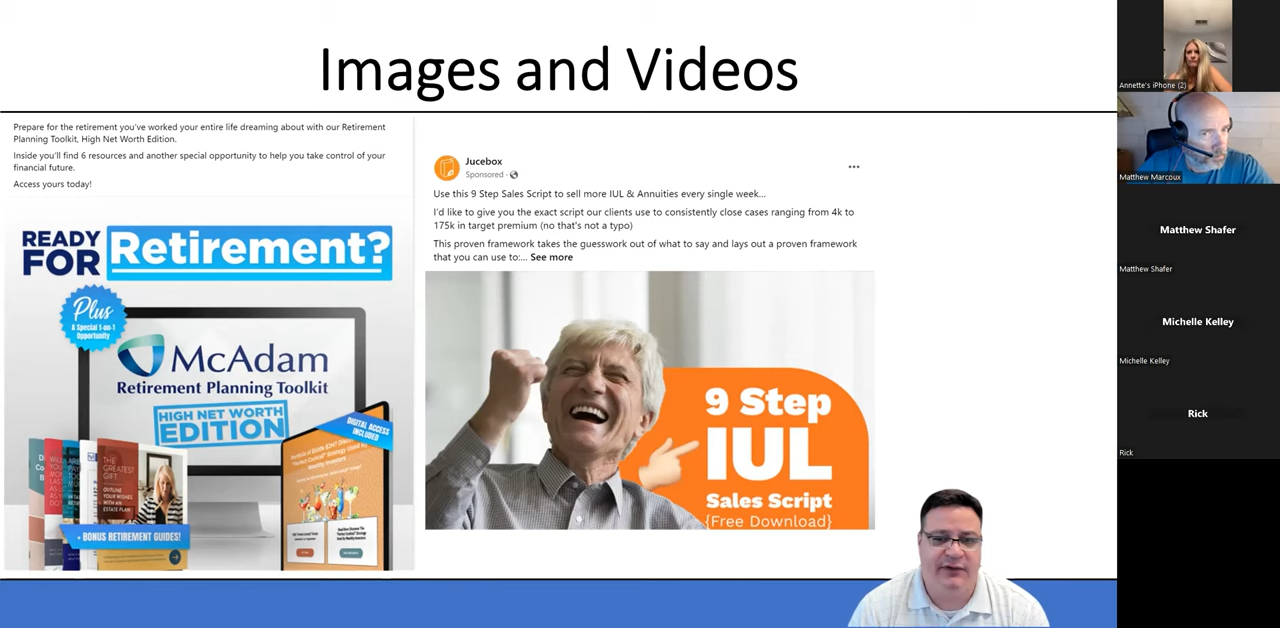 Images and Videos
Prepare for the retirement you've worked your entire life dreaming about with our Retirement
Planning Toolkit, High Net Worth Edition.
Inside you'll find 6 resources and another special opportunity to help you take control of your
financial future.
Access yours today!
READY
FOR
Retirement?
Plus
A Special 1-on-1
Opportunity
McAdam
Retirement Planning Toolkit
HIGH NET WORTH
EDITION
DIGITAL ACCESS
INCLUDED
THE
GREATEST
GIFT
OUTLINE YOUR
WISHES WITH
AN ESTATE PLAN
+ BONUS RETIREMENT GUIDES!
Jucebox
Sponsored ·
Use this 9 Step Sales Script to sell more IUL & Annuities every single week...
I'd like to give you the exact script our clients use to consistently close cases ranging from 4k to
175k in target premium (no that's not a typo)
This proven framework takes the guesswork out of what to say and lays out a proven framework
that you can use to:... See more
9 Step
IUL
Sales Script
{Free Download}
Annette's iPhone (2)
Matthew Marcoux
Matthew Shafer
Matthew Shafer
Michelle Kelley
Michelle Kelley
Rick
Rick